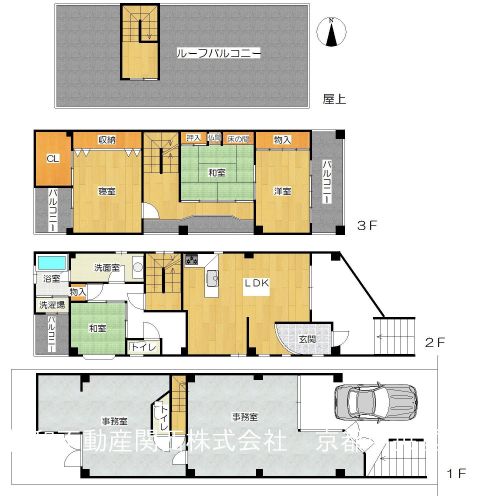 ルーフバルコニー
屋上
CL
収納
押入
仏間
床の間
物入
和室
寝室
洋室
バルコニー
バルコニー
3F
洗面室
浴室
物入
洗濯場
LDK
和室
バルコニー
トイレ
玄関
2F
事務室
トイレ
事務室
1F
不動産関
株式会社 京都